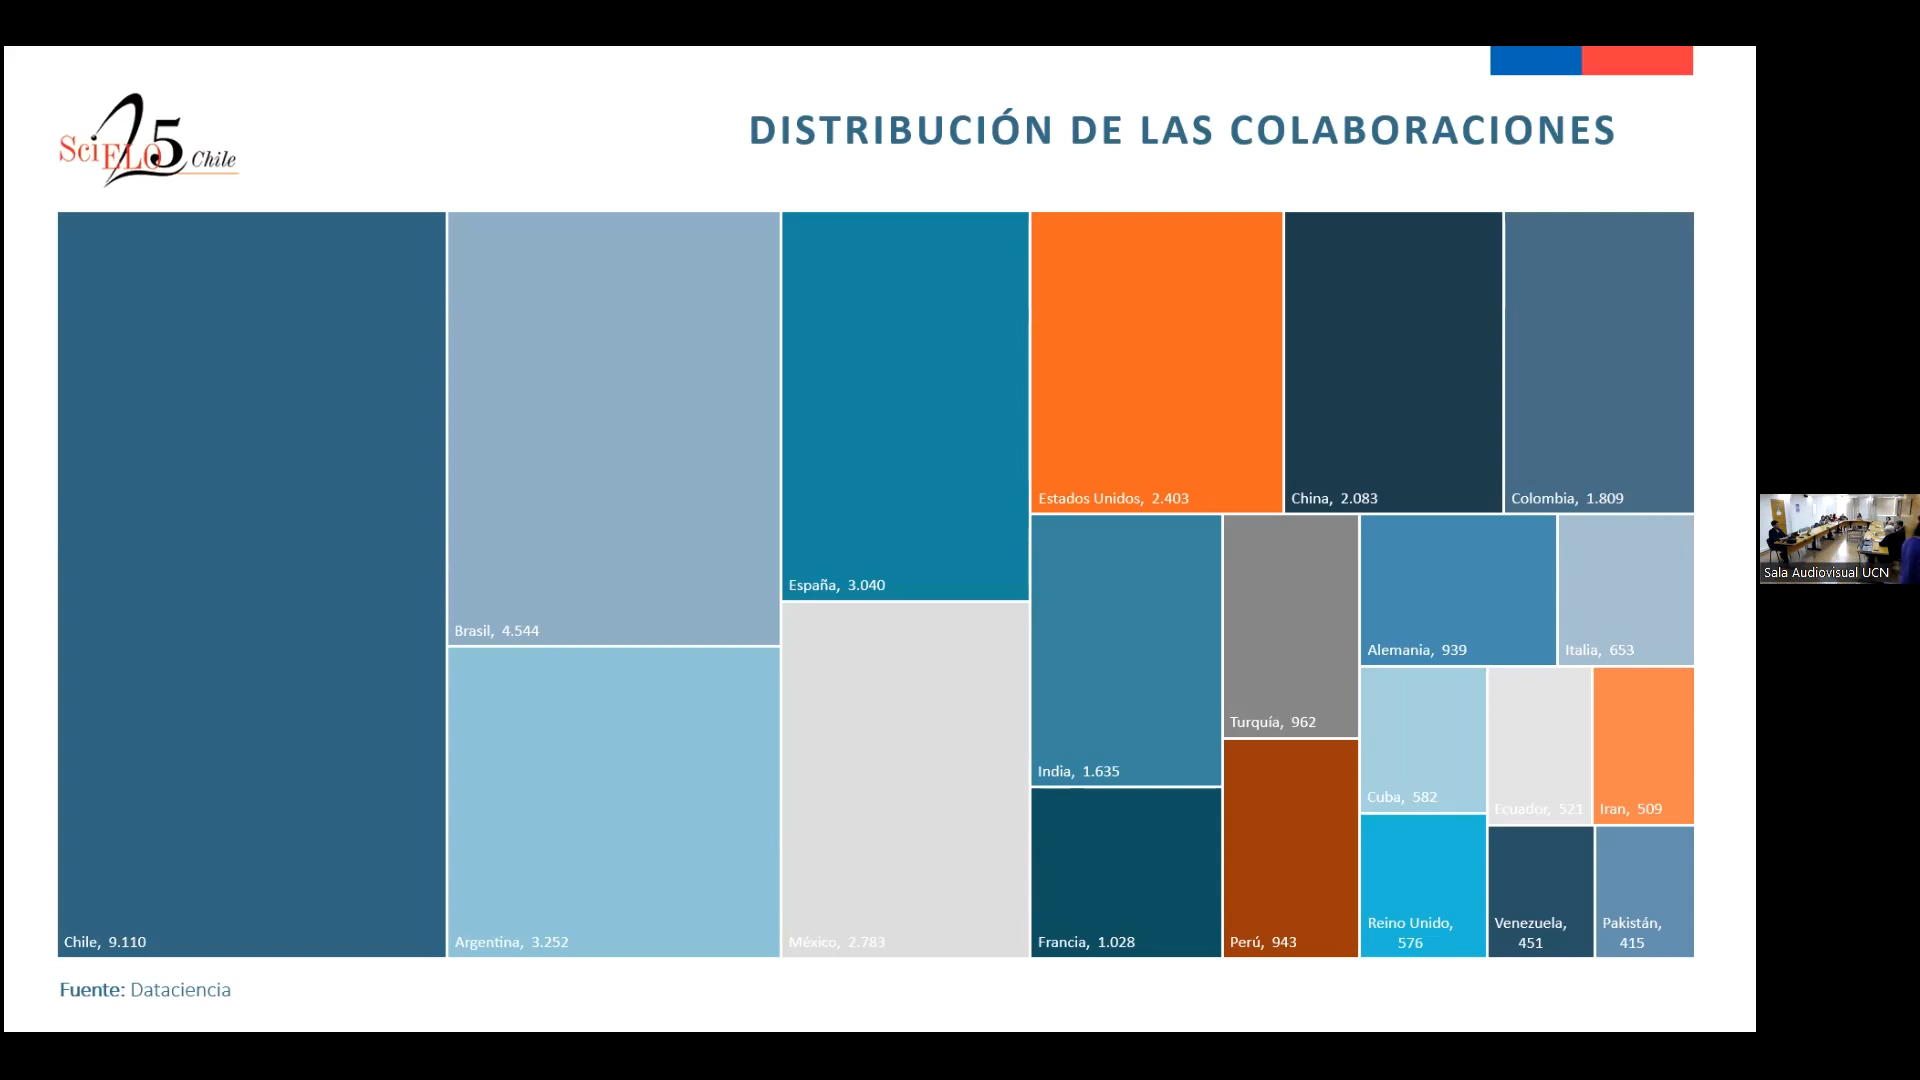 SciELO 25 Chile
DISTRIBUCIÓN DE LAS COLABORACIONES
Chile, 9.110
Brasil, 4.544
Argentina, 3.252
España, 3.040
México, 2.783
Estados Unidos, 2.403
China, 2.083
Colombia, 1.809
India, 1.635
Francia, 1.028
Turquía, 962
Perú, 943
Alemania, 939
Italia, 653
Cuba, 582
Ecuador, 521
Iran, 509
Reino Unido,
576
Venezuela,
451
Pakistán,
415
Fuente: Dataciencia
Sala Audiovisual UCN